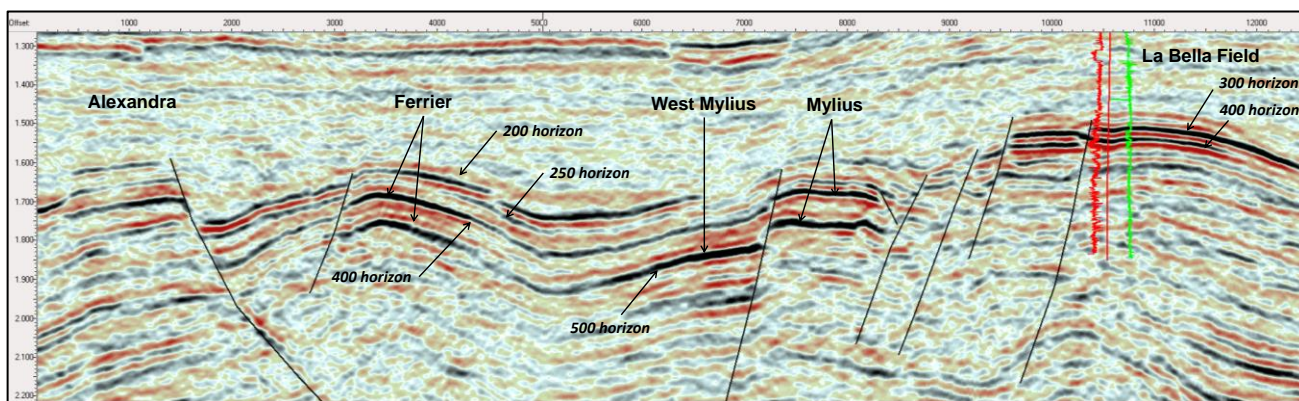 Offset: 1000 2000 3000 4000 5000 6000 7000 8000 9000 10000 11000 12000
1.300
1.400
1.500
1.600
1.700
1.800
1.900
2.000
2.100
2.200
La Bella Field
300 horizon
400 horizon
Alexandra
Ferrier
West Mylius
Mylius
200 horizon
250 horizon
400 horizon
500 horizon